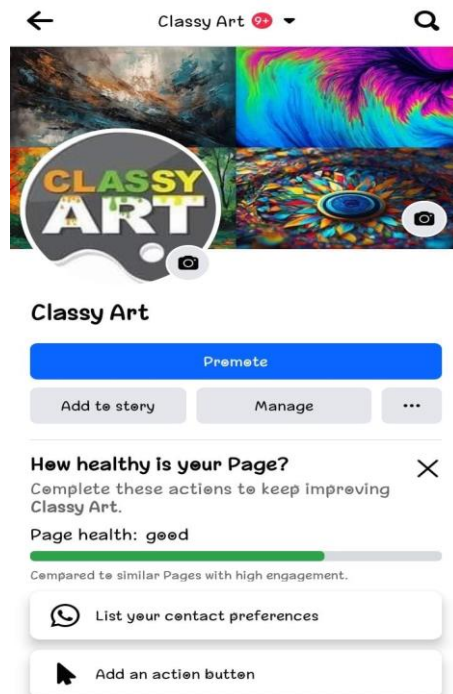 Classy Art 9+
CLASSY
ART
Classy Art
Promote
Add to story
Manage
...
How healthy is your Page?
Complete these actions to keep improving
Classy Art.
Page health: good
Compared to similar Pages with high engagement.
List your contact preferences
Add an action button